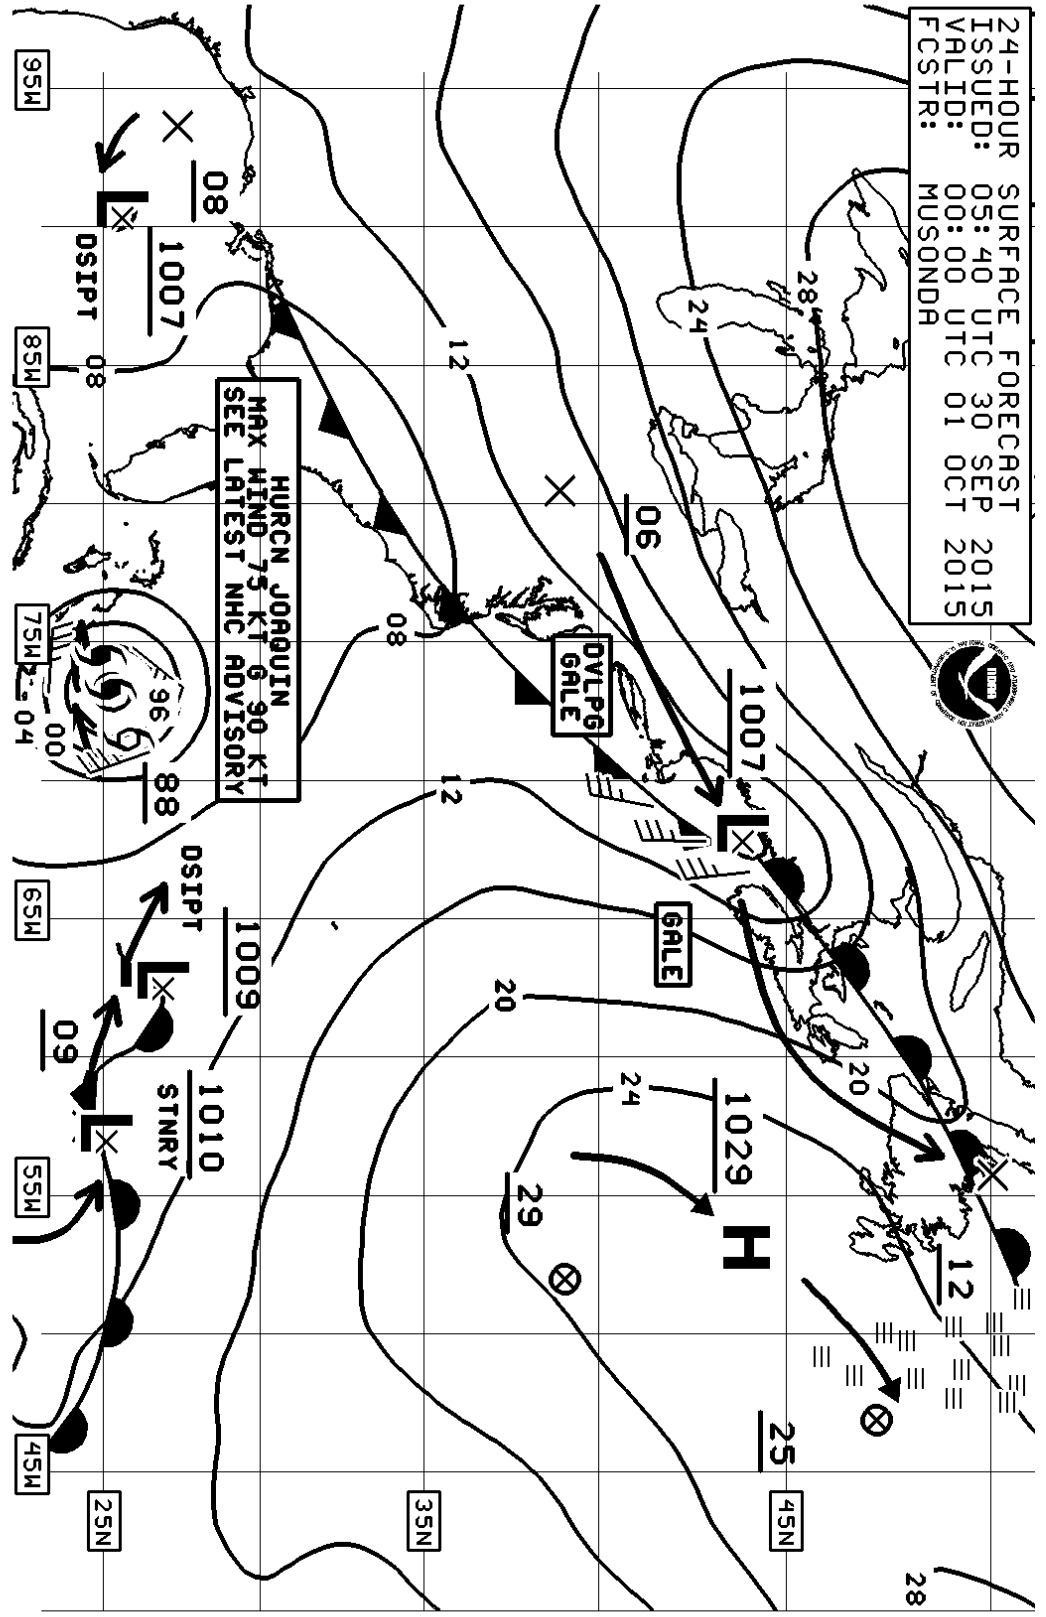 24-HOUR SURFACE FORECAST
ISSUED: 05:40 UTC 30 SEP 2015
VALID: 00:00 UTC 01 OCT 2015
FCSTR: MUSONDA
NOAA
28
24
12
06
1007
DVLPG
GALE
GALE
20
12
20
24
1029
H
29
12
25
28
08
1007
L
DSIPT
08
HURCN JOAQUIN
MAX WIND 75 KT G 90 KT
SEE LATEST NHC ADVISORY
08
96
00
04
88
12
L
DSIPT
1009
L
09
1010
STNRY
L
95W
85W
75W
65W
55W
45W
25N
35N
45N